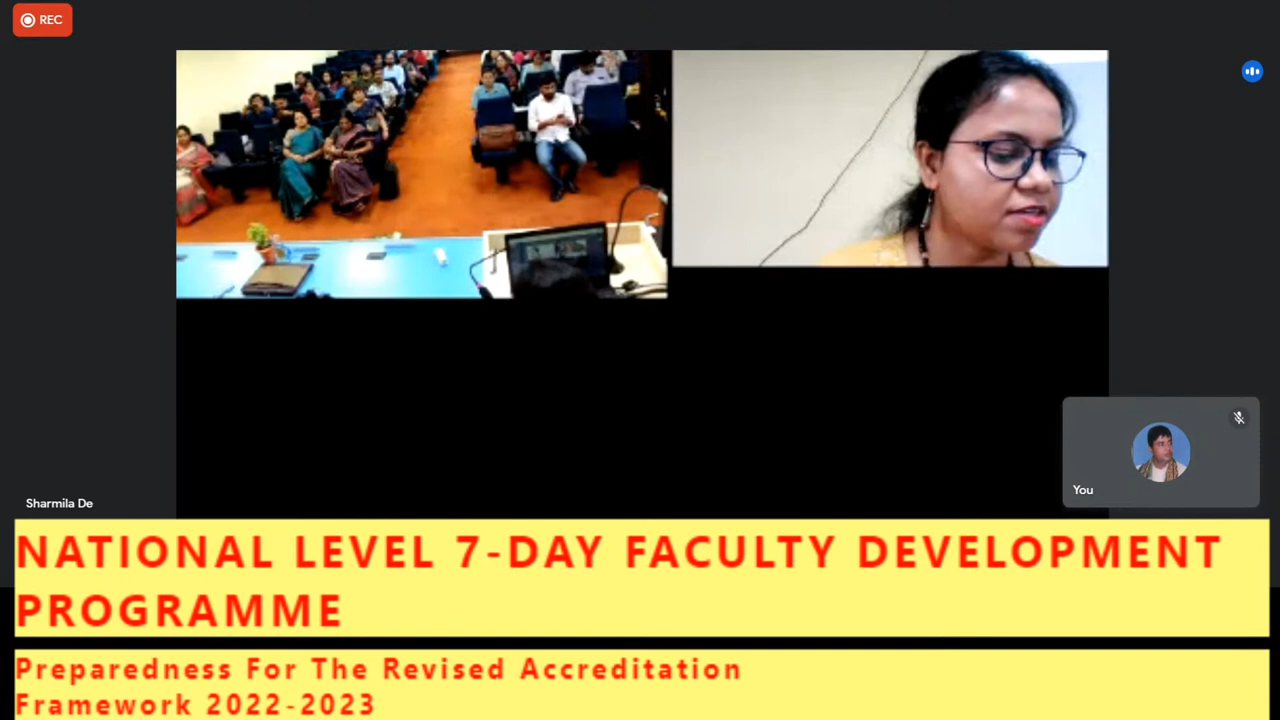 REC
Sharmila De
You
NATIONAL LEVEL 7-DAY FACULTY DEVELOPMENT
PROGRAMME
Preparedness For The Revised Accreditation
Framework 2022-2023